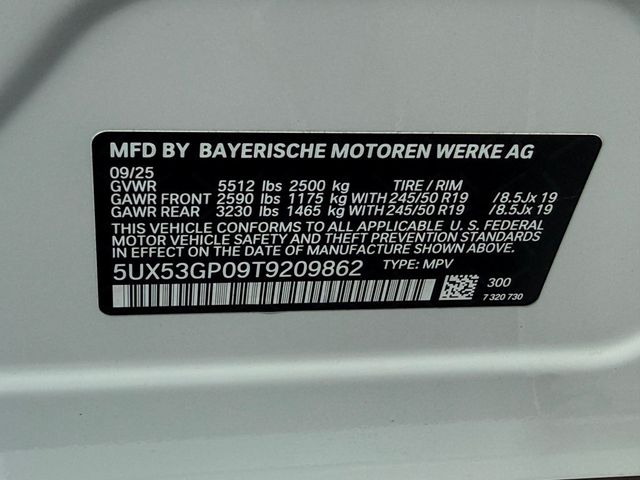 MFD BY BAYERISCHE MOTOREN WERKE AG
09/25
GVWR 5512 lbs 2500 kg TIRE / RIM
GAWR FRONT 2590 lbs 1175 kg WITH 245/50 R19 /8.5Jx 19
GAWR REAR 3230 lbs 1465 kg WITH 245/50 R19 /8.5Jx 19
THIS VEHICLE CONFORMS TO ALL APPLICABLE U. S. FEDERAL
MOTOR VEHICLE SAFETY AND THEFT PREVENTION STANDARDS
IN EFFECT ON THE DATE OF MANUFACTURE SHOWN ABOVE.
5UX53GP09T9209862 TYPE: MPV
300
7 320 730